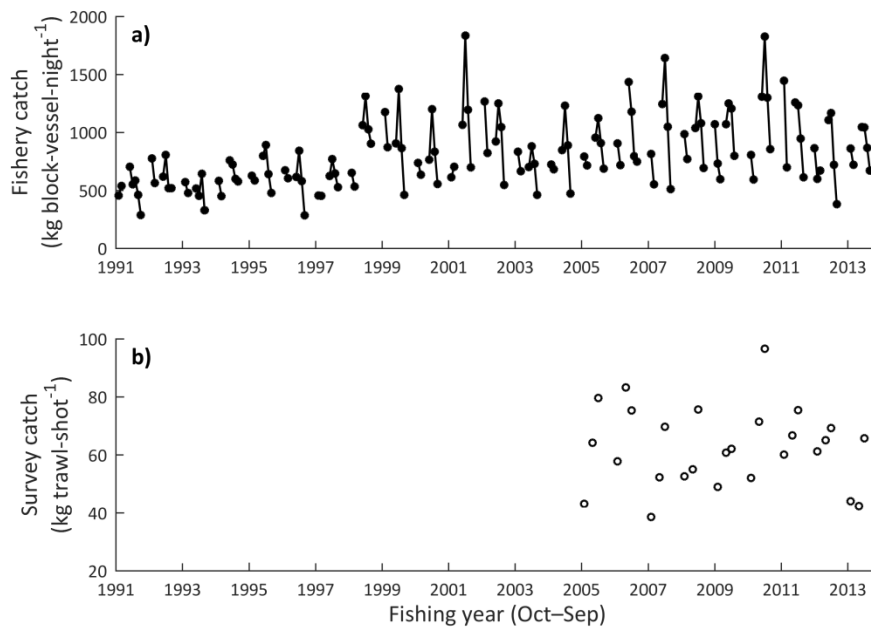 a)
Fishery catch
(kg block-vessel-night⁻¹)
2000
1500
1000
500
0
1991 1993 1995 1997 1999 2001 2003 2005 2007 2009 2011 2013
b)
Survey catch
(kg trawl-shot⁻¹)
100
80
60
40
20
1991 1993 1995 1997 1999 2001 2003 2005 2007 2009 2011 2013
Fishing year (Oct–Sep)